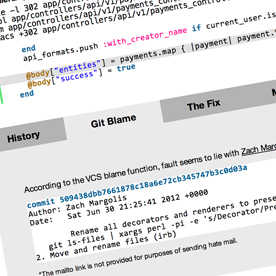 te -l 302 app/controllers/api/v1/payments_
m app/controllers/api/v1/payments_contro
acs +302 app/controllers/api/v1/payments
end
api_formats.push :with_creator_name if current_user.is
@body["entities"] = payments.map { |payment| payment.
@body["success"] = true
end
History
Git Blame
The Fix
According to the VCS blame function, fault seems to lie with Zach Marg
commit 509438dbb7661878c18a6e72cb345747b3c0d03a
Author: Zach Margolis
Date: Sat Jun 30 21:25:41 2012 +0000
Rename all decorators and renderers to prese
git ls-files | xargs perl -pi -e 's/Decorator/Pre
2. Move and rename files (irb)
*The mailto link is not provided for purposes of sending hate mail.